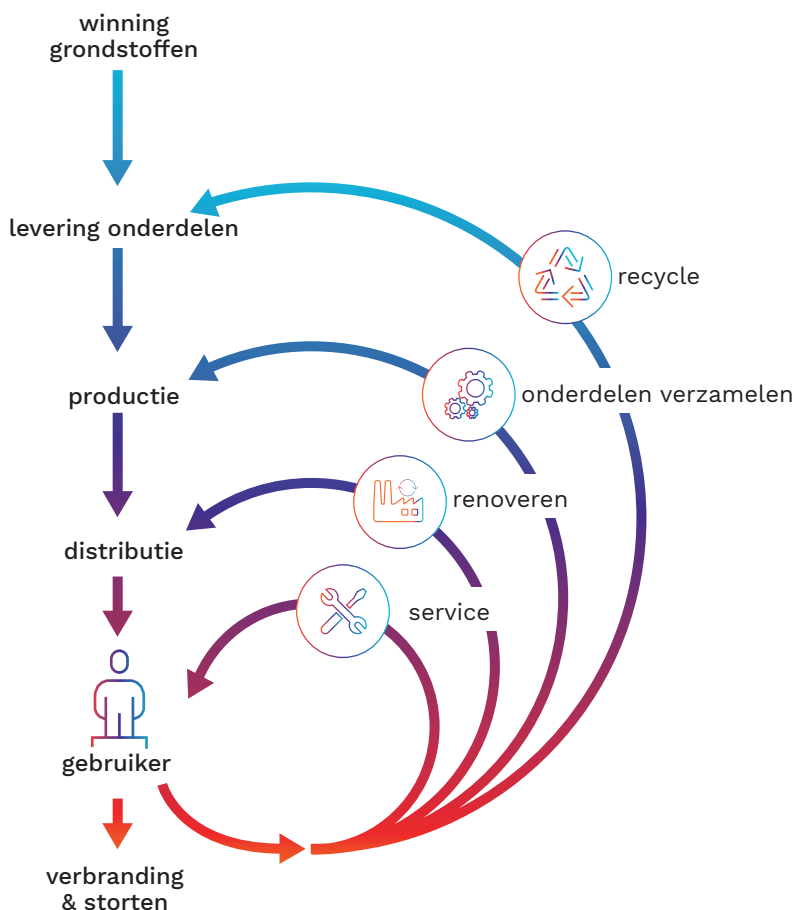 winning
grondstoffen
levering onderdelen
recycle
productie
onderdelen verzamelen
renoveren
distributie
service
gebruiker
verbranding
& storten